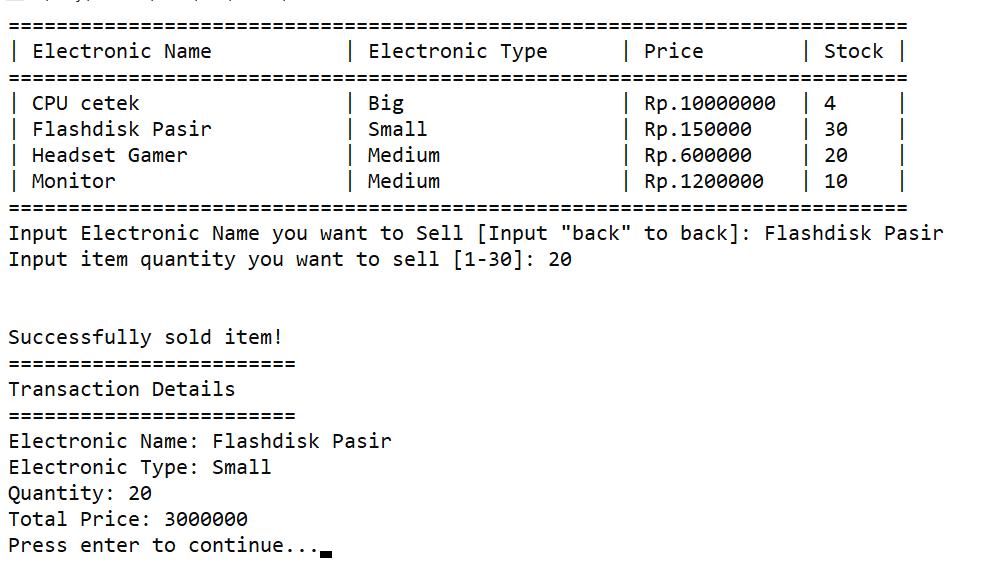 ===========================================================================
| Electronic Name           | Electronic Type      | Price        | Stock |
===========================================================================
| CPU cetek                 | Big                  | Rp.10000000  | 4     |
| Flashdisk Pasir           | Small                | Rp.150000    | 30    |
| Headset Gamer             | Medium               | Rp.600000    | 20    |
| Monitor                   | Medium               | Rp.1200000   | 10    |
===========================================================================
Input Electronic Name you want to Sell [Input "back" to back]: Flashdisk Pasir
Input item quantity you want to sell [1-30]: 20
Successfully sold item!
========================
Transaction Details
========================
Electronic Name: Flashdisk Pasir
Electronic Type: Small
Quantity: 20
Total Price: 3000000
Press enter to continue...